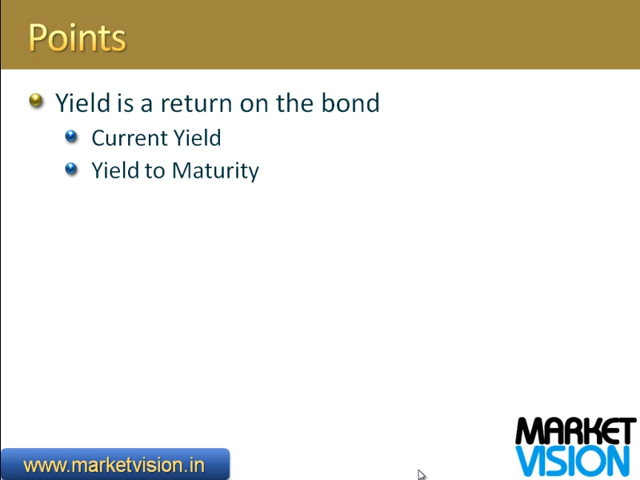 Points
Yield is a return on the bond
Current Yield
Yield to Maturity
MARKET
VISION
www.marketvision.in